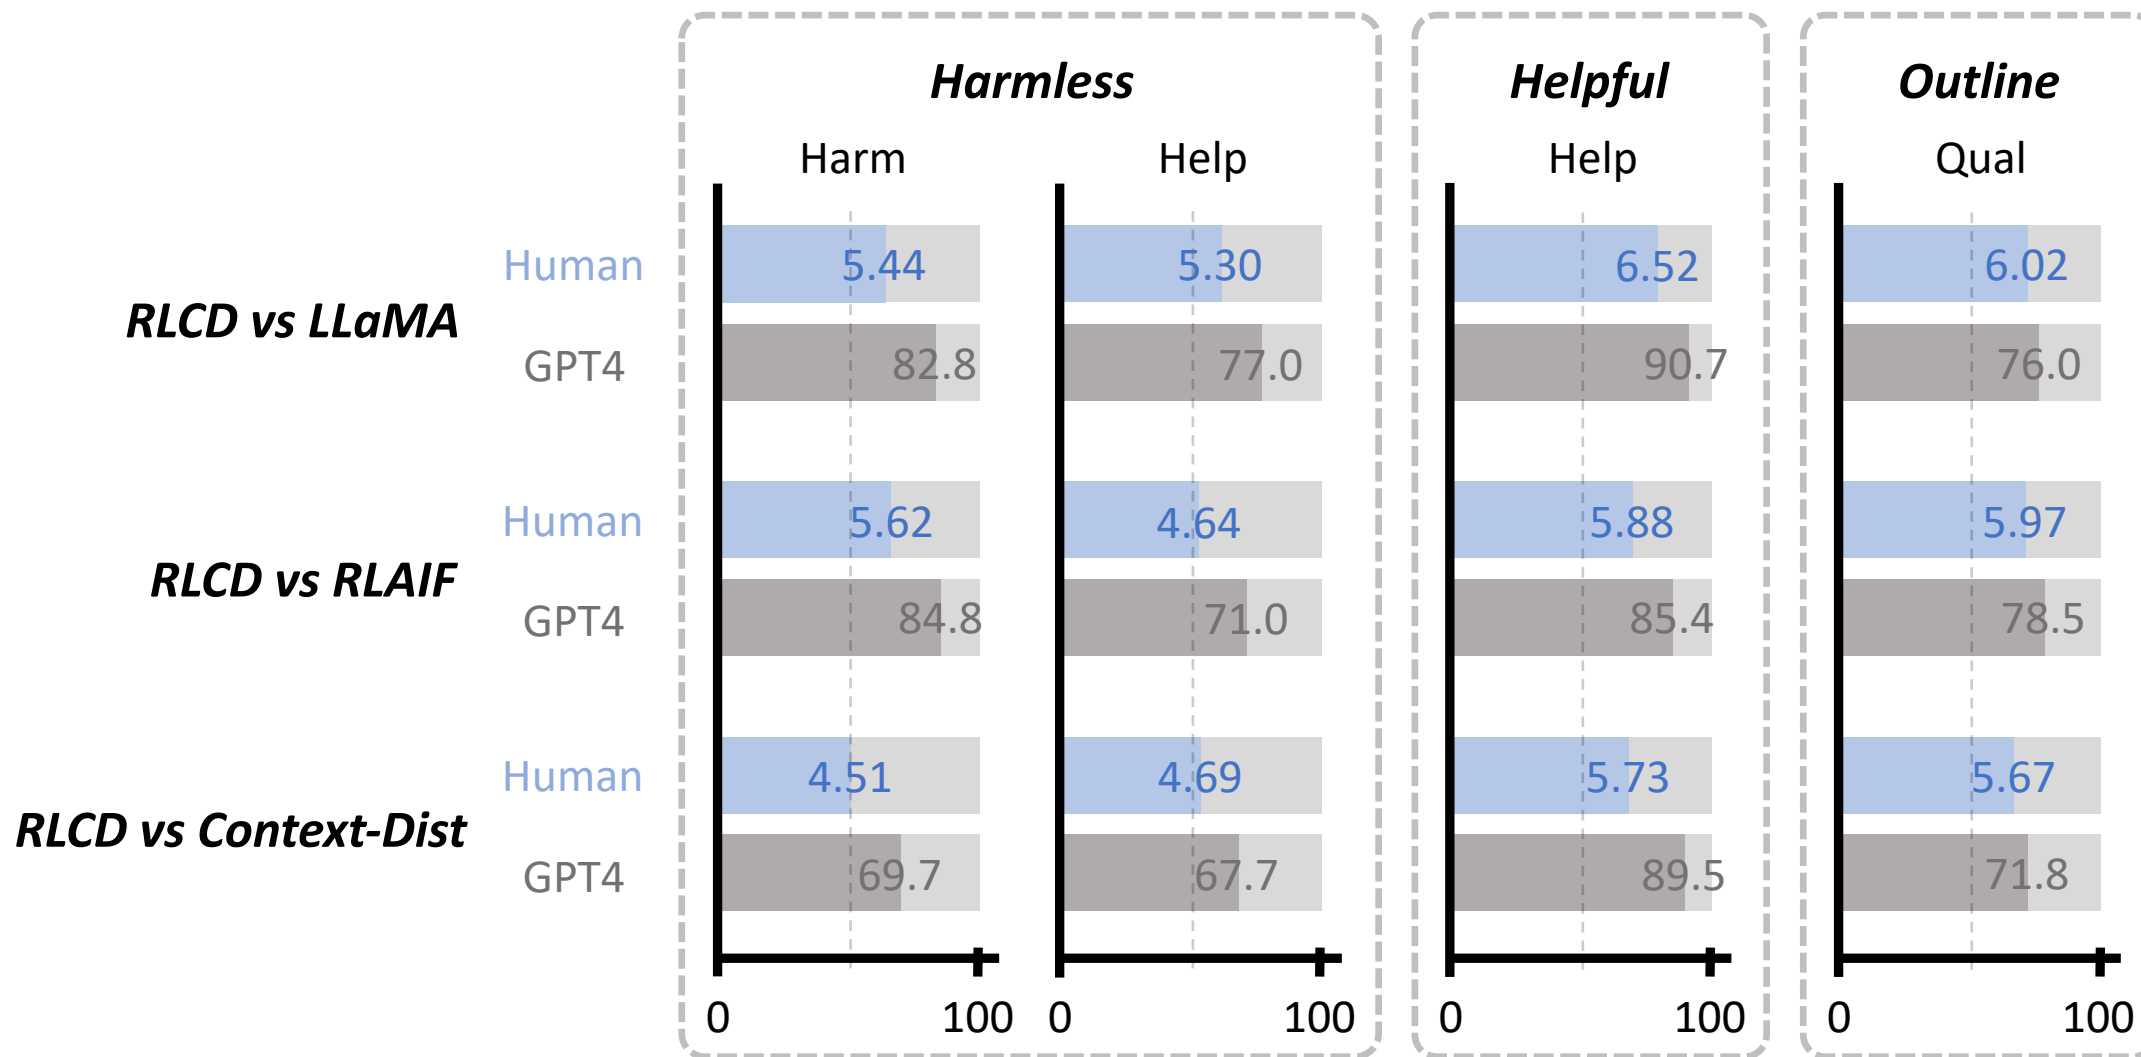 Harmless Helpful Outline
Harm Help Help Qual
Human 5.44 5.30 6.52 6.02
RLCD vs LLaMA
GPT4 82.8 77.0 90.7 76.0
Human 5.62 4.64 5.88 5.97
RLCD vs RLAIF
GPT4 84.8 71.0 85.4 78.5
Human 4.51 4.69 5.73 5.67
RLCD vs Context-Dist
GPT4 69.7 67.7 89.5 71.8
0 100 0 100 0 100 0 100